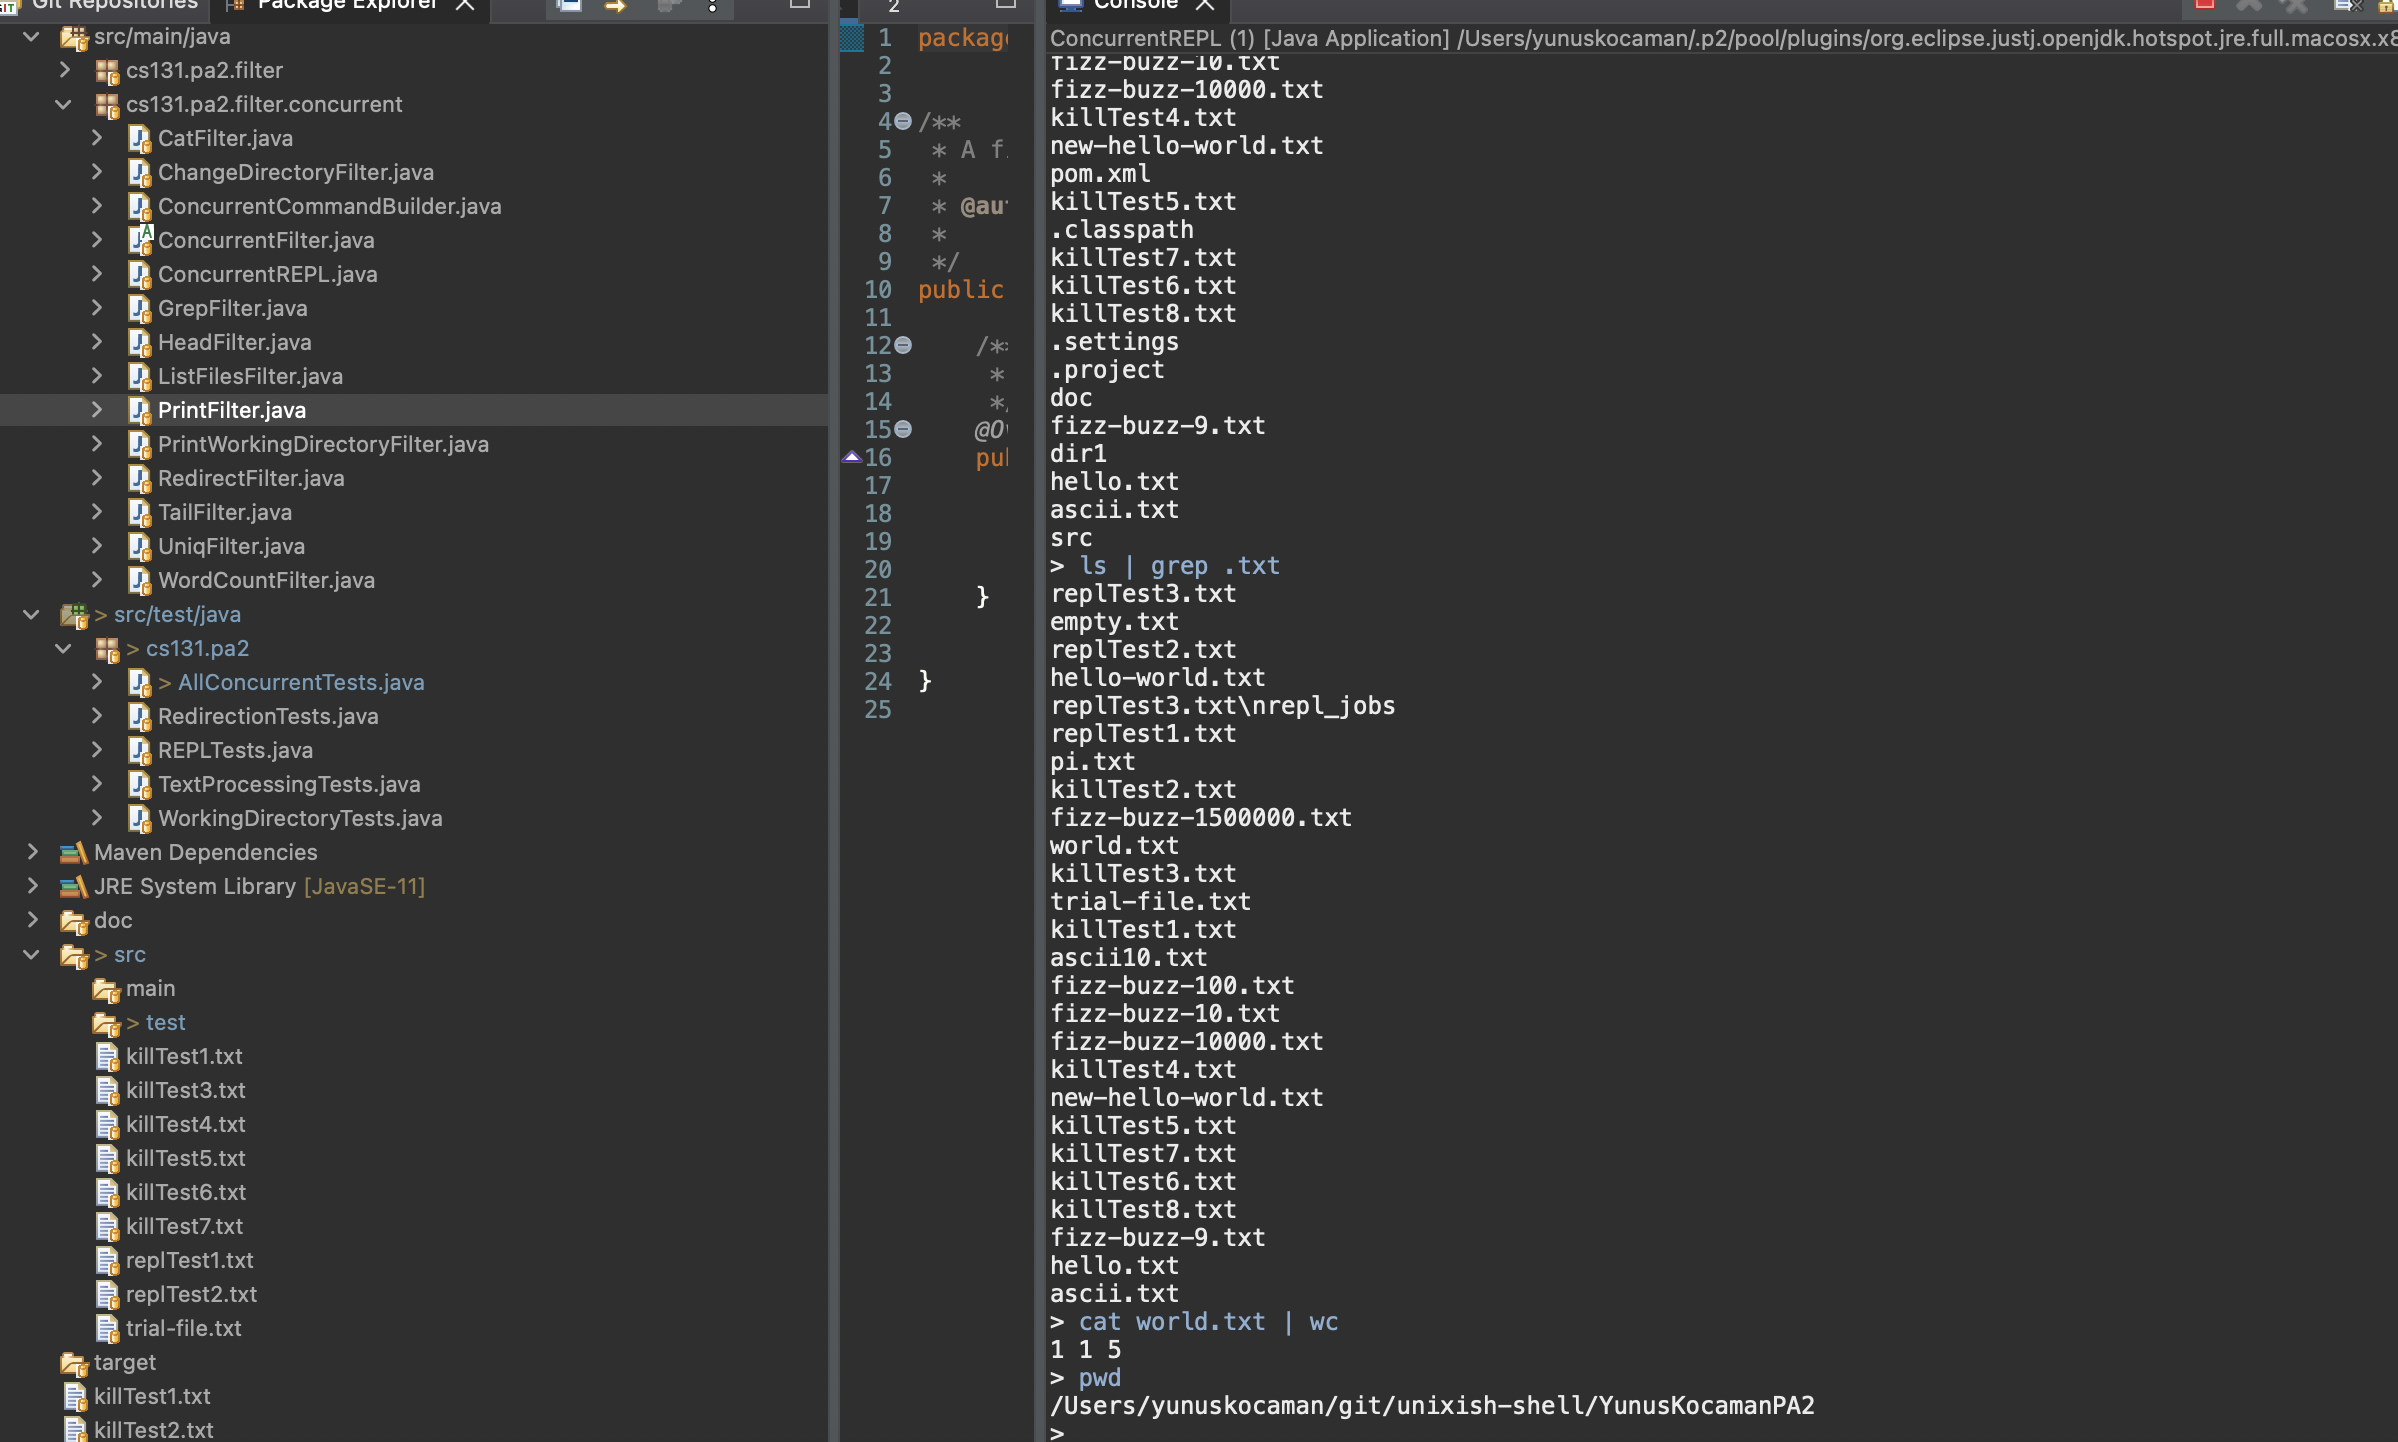 Git Repositories
Package Explorer
src/main/java
cs131.pa2.filter
cs131.pa2.filter.concurrent
CatFilter.java
ChangeDirectoryFilter.java
ConcurrentCommandBuilder.java
ConcurrentFilter.java
ConcurrentREPL.java
GrepFilter.java
HeadFilter.java
ListFilesFilter.java
PrintFilter.java
PrintWorkingDirectoryFilter.java
RedirectFilter.java
TailFilter.java
UniqFilter.java
WordCountFilter.java
> src/test/java
> cs131.pa2
> AllConcurrentTests.java
RedirectionTests.java
REPLTests.java
TextProcessingTests.java
WorkingDirectoryTests.java
Maven Dependencies
JRE System Library [JavaSE-11]
doc
> src
main
> test
killTest1.txt
killTest3.txt
killTest4.txt
killTest5.txt
killTest6.txt
killTest7.txt
replTest1.txt
replTest2.txt
trial-file.txt
target
killTest1.txt
killTest2.txt
2
1 packag
2
3
4 /**
5 * A f
6 *
7 * @au
8 *
9 */
10 public
11
12 /*
13 *
14 *
15 @O
16 pu
17
18
19
20
21 }
22
23
24 }
25
Console
ConcurrentREPL (1) [Java Application] /Users/yunuskocaman/.p2/pool/plugins/org.eclipse.justj.openjdk.hotspot.jre.full.macosx.x8
fizz-buzz-10.txt
fizz-buzz-10000.txt
killTest4.txt
new-hello-world.txt
pom.xml
killTest5.txt
.classpath
killTest7.txt
killTest6.txt
killTest8.txt
.settings
.project
doc
fizz-buzz-9.txt
dir1
hello.txt
ascii.txt
src
> ls | grep .txt
replTest3.txt
empty.txt
replTest2.txt
hello-world.txt
replTest3.txt\nrepl_jobs
replTest1.txt
pi.txt
killTest2.txt
fizz-buzz-1500000.txt
world.txt
killTest3.txt
trial-file.txt
killTest1.txt
ascii10.txt
fizz-buzz-100.txt
fizz-buzz-10.txt
fizz-buzz-10000.txt
killTest4.txt
new-hello-world.txt
killTest5.txt
killTest7.txt
killTest6.txt
killTest8.txt
fizz-buzz-9.txt
hello.txt
ascii.txt
> cat world.txt | wc
1 1 5
> pwd
/Users/yunuskocaman/git/unixish-shell/YunusKocamanPA2
>